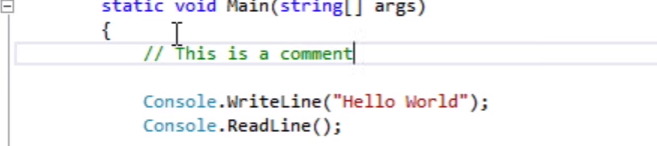 static void Main(string[] args)
{
// This is a comment
Console.WriteLine("Hello World");
Console.ReadLine();